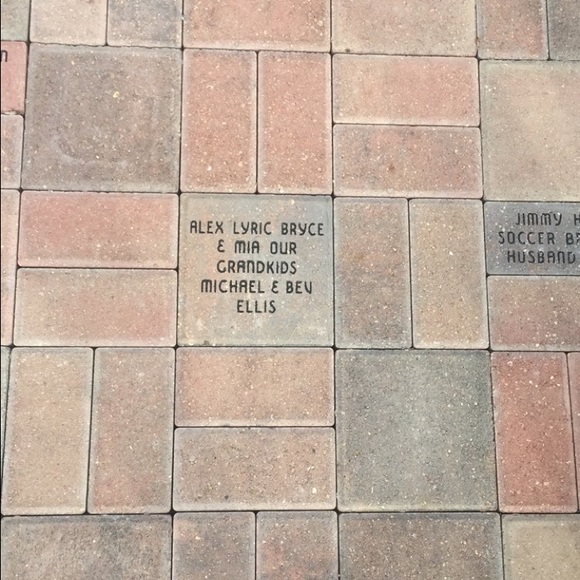 ALEX LYRIC BRYCE
& MIA OUR
GRANDKIDS
MICHAEL & BEV
ELLIS
JIMMY H
SOCCER
HUSBAND